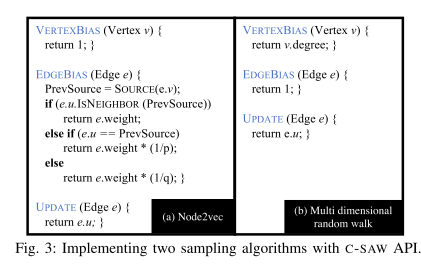 VERTEXBIAS (Vertex v) {
return 1; }
EDGEBIAS (Edge e) {
PrevSource = SOURCE(e.v);
if (e.u.ISNEIGHBOR (PrevSource))
return e.weight;
else if (e.u == PrevSource)
return e.weight * (1/p);
else
return e.weight * (1/q); }
UPDATE (Edge e) {
return e.u; }
(a) Node2vec
VERTEXBIAS (Vertex v) {
return v.degree; }
EDGEBIAS (Edge e) {
return 1; }
UPDATE (Edge e) {
return e.u; }
(b) Multi dimensional
random walk
Fig. 3: Implementing two sampling algorithms with C-SAW API.